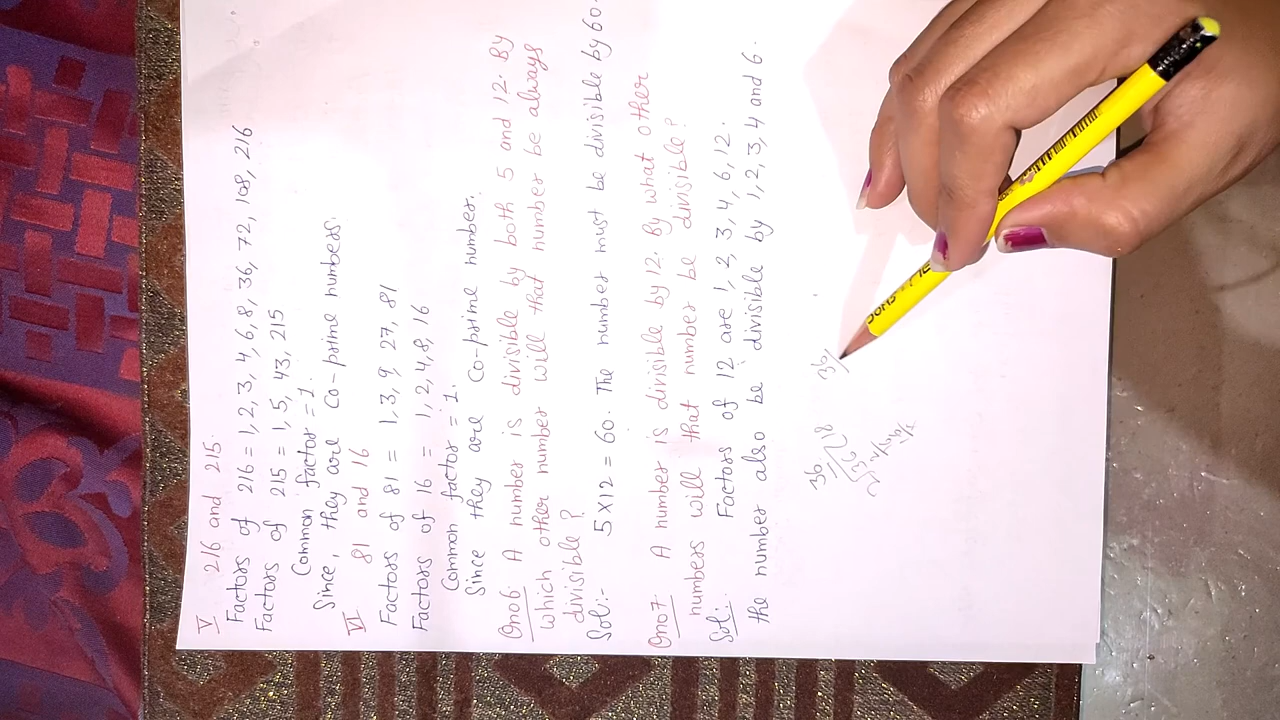 V 216 and 215.
Factors of 216 = 1, 2, 3, 4, 6, 8, 36, 72, 108, 216
Factors of 215 = 1, 5, 43, 215
Common factor = 1.
Since, they are Co-prime numbers.
VI 81 and 16
Factors of 81 = 1, 3, 9, 27, 81
Factors of 16 = 1, 2, 4, 8, 16
Common factor = 1.
Since they are Co-prime number.
Qno6. A number is divisible by both 5 and 12. By
which other number will that number be always
divisible?
Sol:- 5x12 = 60. The number must be divisible by 60.
Qno7. A number is divisible by 12. By what other
numbers will that number be divisible?
Sol:. Factors of 12 are 1, 2, 3, 4, 6, 12.
the number also be divisible by 1, 2, 3, 4 and 6.
36 36